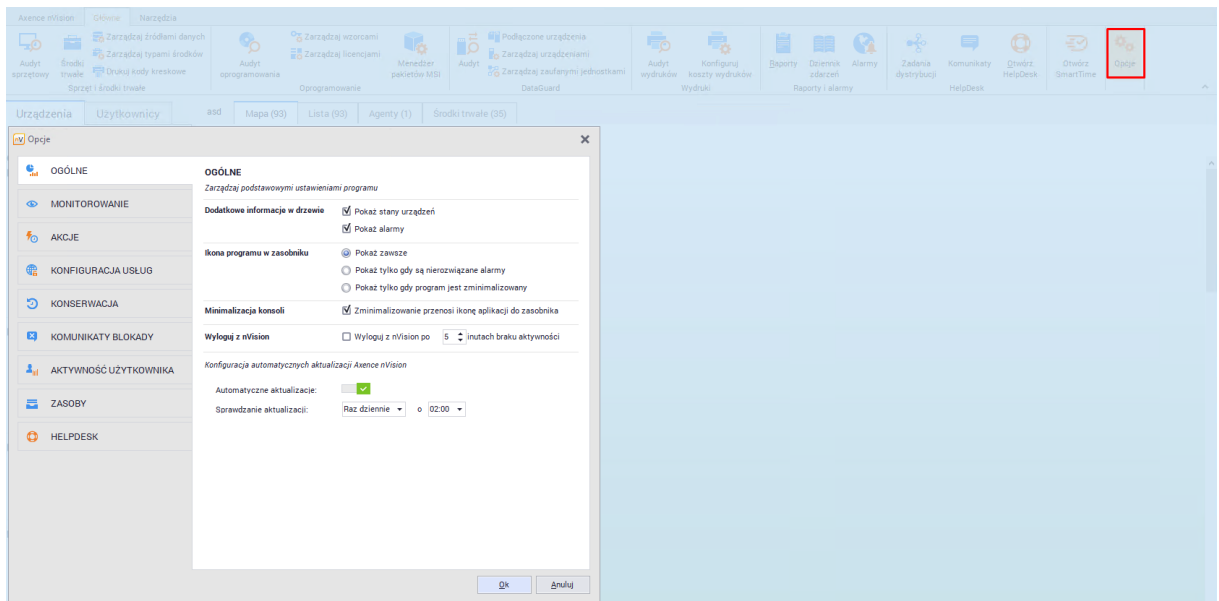 Axence nVision Główne Narzędzia
Audyt sprzętowy
Środki trwałe
Zarządzaj źródłami danych
Zarządzaj typami środków
Drukuj kody kreskowe
Sprzęt i środki trwałe
Audyt oprogramowania
Zarządzaj wzorcami
Zarządzaj licencjami
Menedżer pakietów MSI
Oprogramowanie
Audyt
Podłączone urządzenia
Zarządzaj urządzeniami
Zarządzaj zaufanymi jednostkami
DataGuard
Audyt wydruków
Konfiguruj koszty wydruków
Wydruki
Raporty
Dziennik zdarzeń
Alarmy
Raporty i alarmy
Zadania dystrybucji
Komunikaty
Otwórz HelpDesk
HelpDesk
Otwórz SmartTime
Opcje
Urządzenia Użytkownicy asd Mapa (93) Lista (93) Agenty (1) Środki trwałe (35)
nV Opcje
OGÓLNE
MONITOROWANIE
AKCJE
KONFIGURACJA USŁUG
KONSERWACJA
KOMUNIKATY BLOKADY
AKTYWNOŚĆ UŻYTKOWNIKA
ZASOBY
HELPDESK
OGÓLNE
Zarządzaj podstawowymi ustawieniami programu
Dodatkowe informacje w drzewie Pokaż stany urządzeń
Pokaż alarmy
Ikona programu w zasobniku Pokaż zawsze
Pokaż tylko gdy są nierozwiązane alarmy
Pokaż tylko gdy program jest zminimalizowany
Minimalizacja konsoli Zminimalizowanie przenosi ikonę aplikacji do zasobnika
Wyloguj z nVision Wyloguj z nVision po 5 inutach braku aktywności
Konfiguracja automatycznych aktualizacji Axence nVision
Automatyczne aktualizacje:
Sprawdzanie aktualizacji: Raz dziennie o 02:00
Ok Anuluj